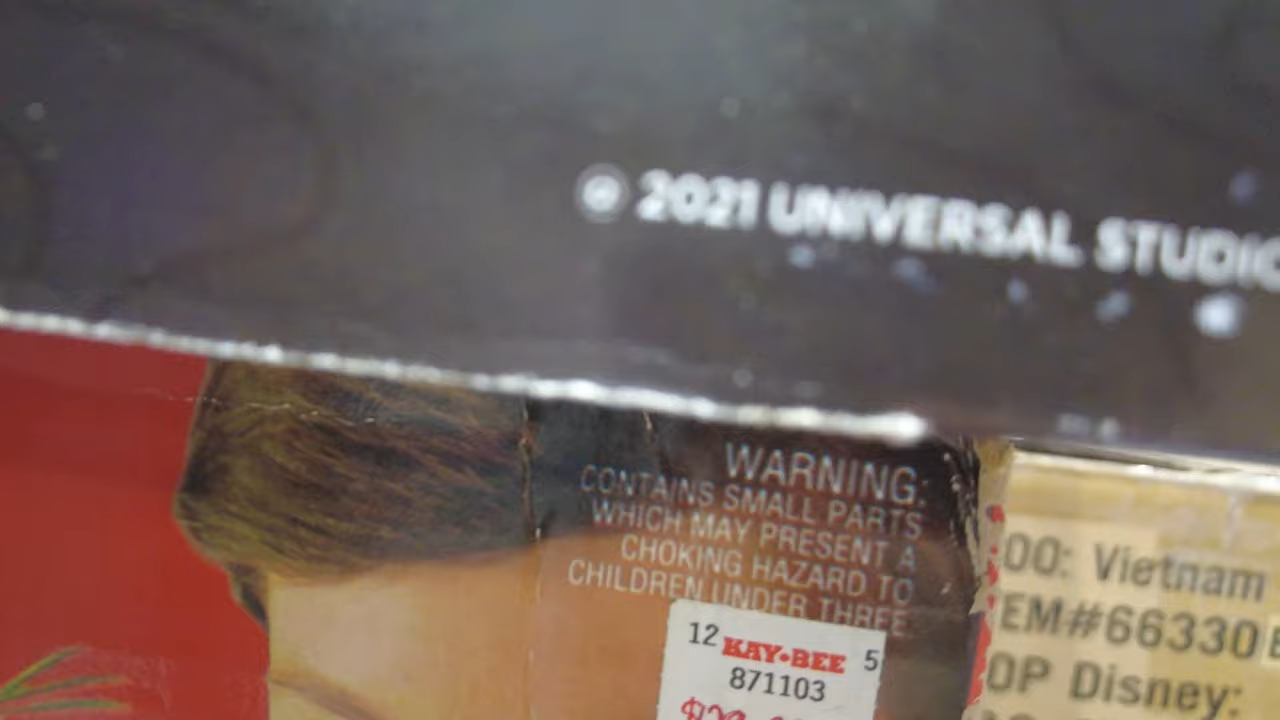 © 2021 UNIVERSAL STUDIO
WARNING:
CONTAINS SMALL PARTS
WHICH MAY PRESENT A
CHOKING HAZARD TO
CHILDREN UNDER THREE
12 KAY•BEE 5
871103
00: Vietnam
EM#66330
OP Disney: